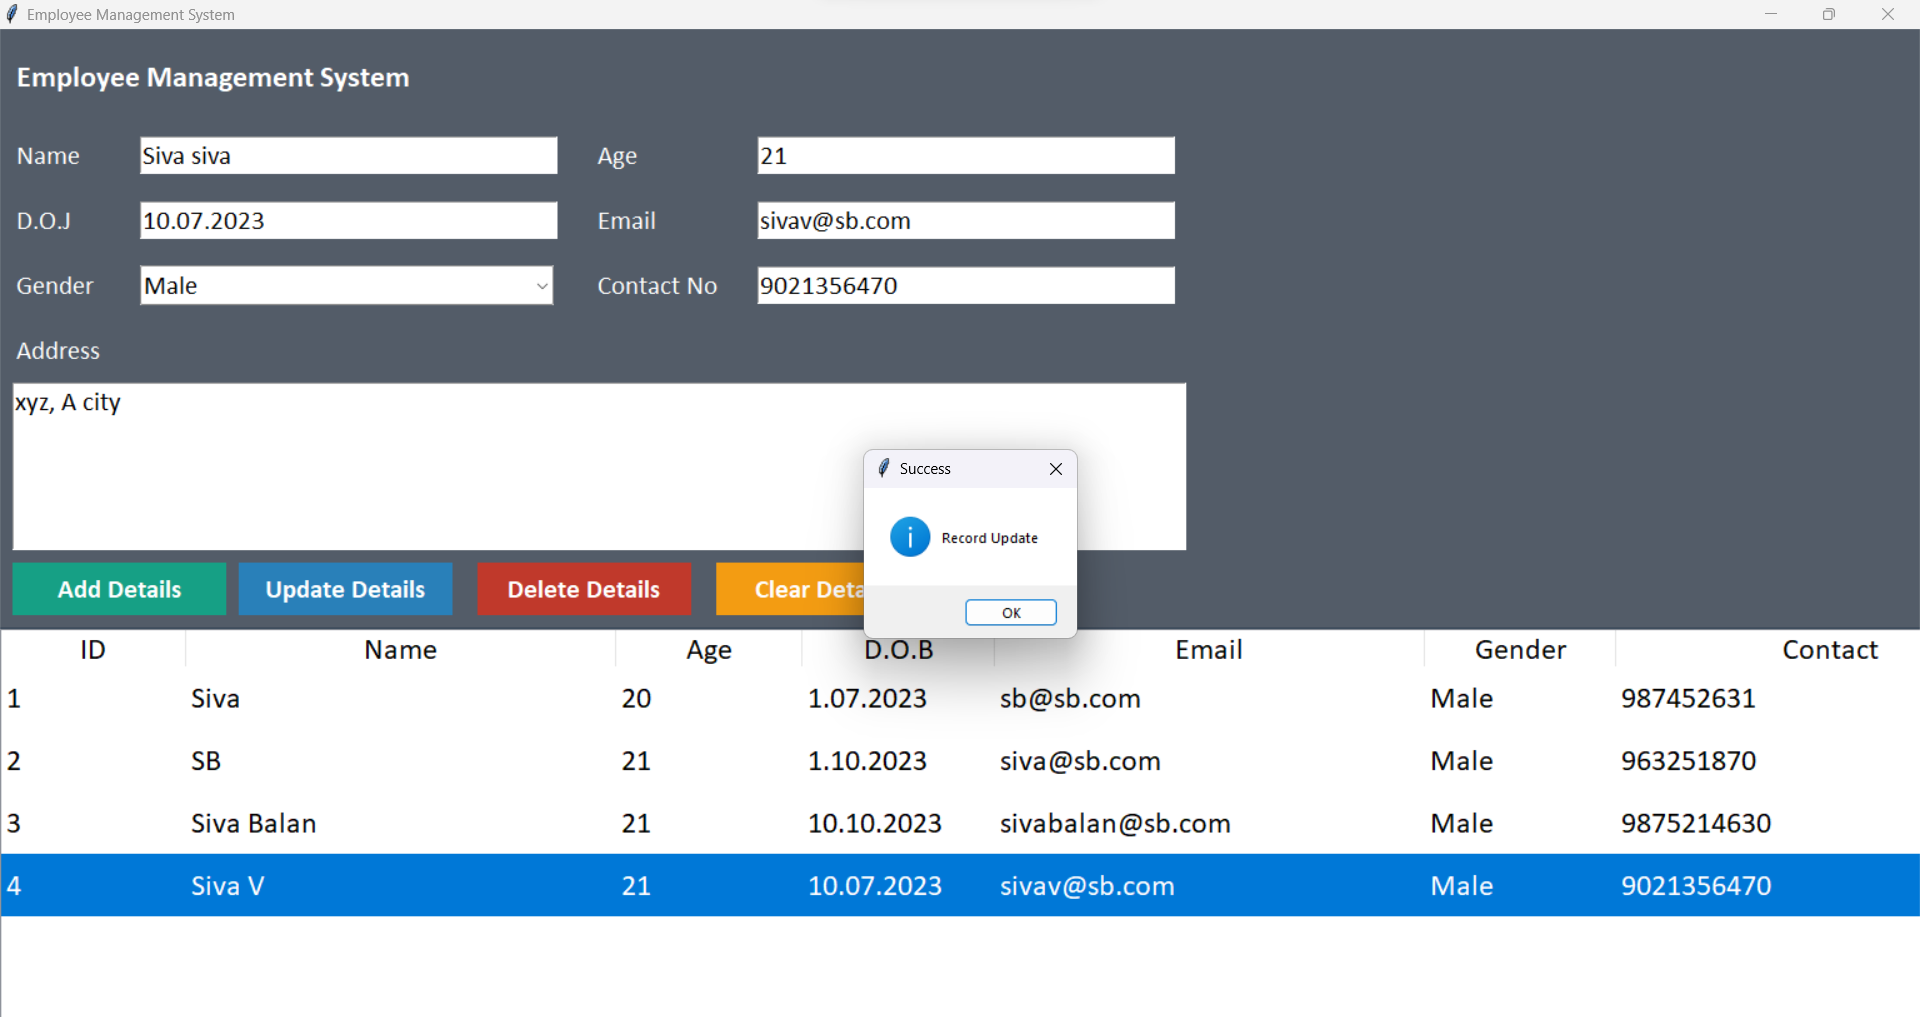 Employee Management System
Employee Management System
Name Siva siva Age 21
D.O.J 10.07.2023 Email sivav@sb.com
Gender Male Contact No 9021356470
Address
xyz, A city
Success
Record Update
OK
Add Details Update Details Delete Details Clear
ID Name Age D.O.B Email Gender Contact
1 Siva 20 1.07.2023 sb@sb.com Male 987452631
2 SB 21 1.10.2023 siva@sb.com Male 963251870
3 Siva Balan 21 10.10.2023 sivabalan@sb.com Male 9875214630
4 Siva V 21 10.07.2023 sivav@sb.com Male 9021356470